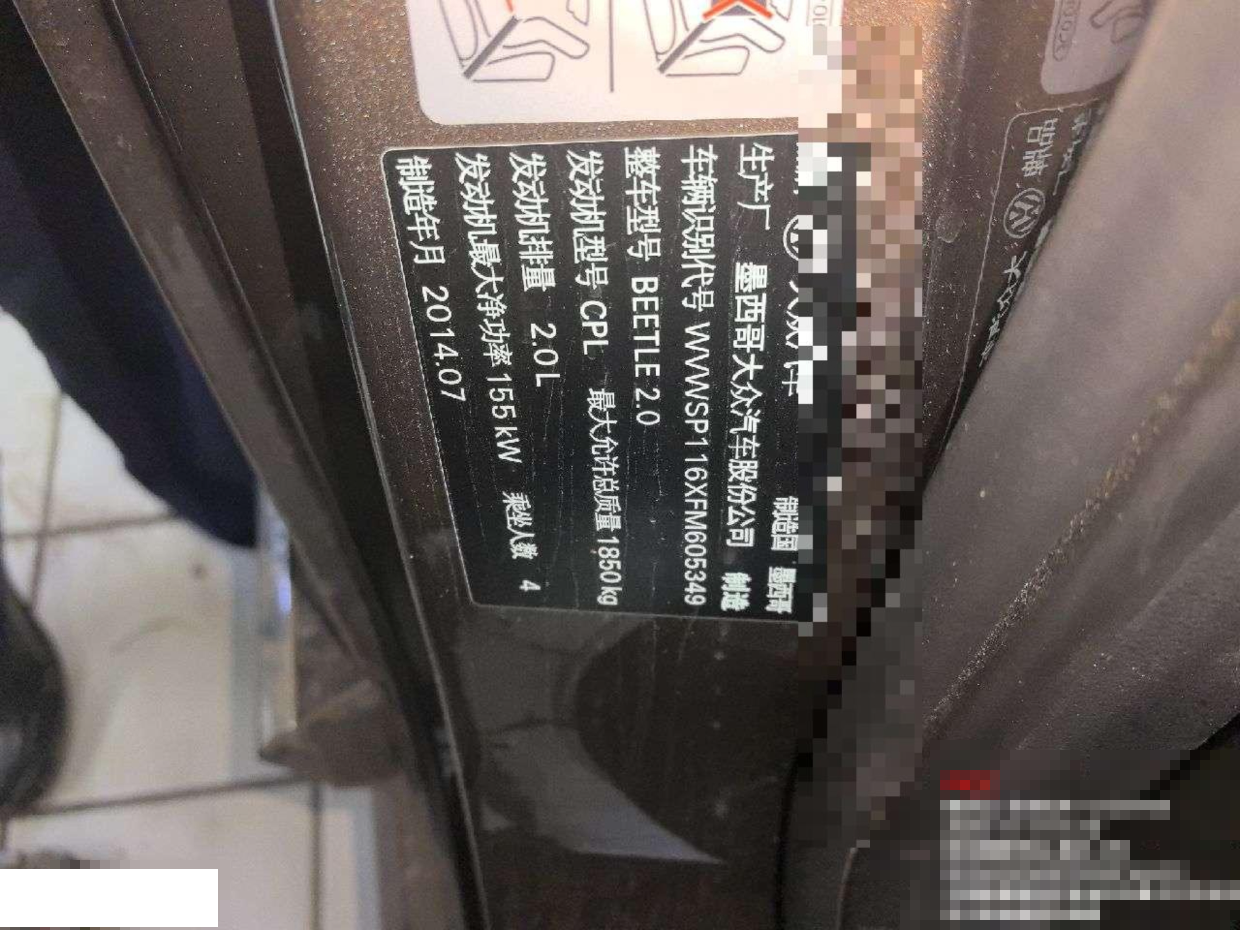 制造国 墨西哥
生产厂 墨西哥大众汽车股份公司 制造
车辆识别代号 WVWSP116XFM605349
整车型号 BEETLE 2.0
发动机型号 CPL 最大允许总质量 1850kg
发动机排量 2.0L
发动机最大净功率 155kW 乘坐人数 4
制造年月 2014.07